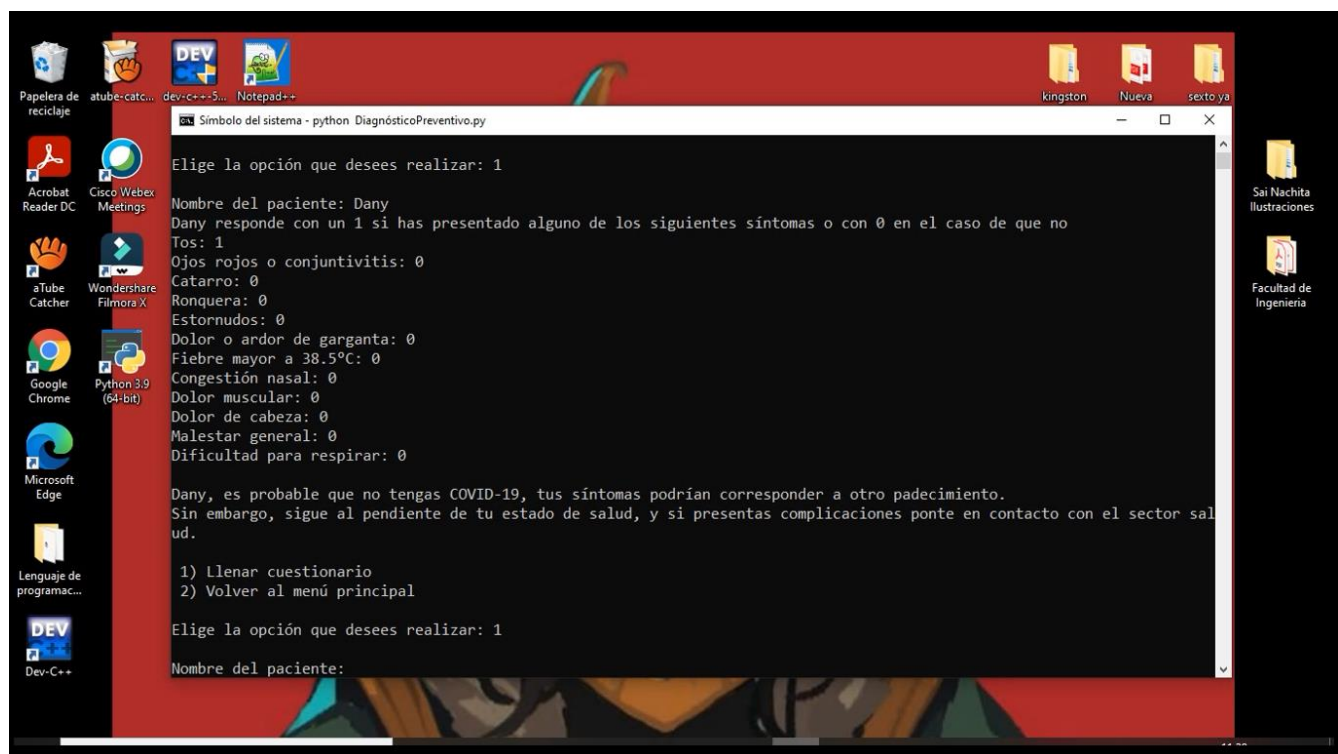 Papelera de
reciclaje
atube-catc...
DEV
C++
dev-c++-5...
Notepad++
kingston
Nueva
sexto ya
Símbolo del sistema - python DiagnósticoPreventivo.py
Elige la opción que desees realizar: 1
Nombre del paciente: Dany
Dany responde con un 1 si has presentado alguno de los siguientes síntomas o con 0 en el caso de que no
Tos: 1
Ojos rojos o conjuntivitis: 0
Catarro: 0
Ronquera: 0
Estornudos: 0
Dolor o ardor de garganta: 0
Fiebre mayor a 38.5°C: 0
Congestión nasal: 0
Dolor muscular: 0
Dolor de cabeza: 0
Malestar general: 0
Dificultad para respirar: 0
Dany, es probable que no tengas COVID-19, tus síntomas podrían corresponder a otro padecimiento.
Sin embargo, sigue al pendiente de tu estado de salud, y si presentas complicaciones ponte en contacto con el sector sal
ud.
1) Llenar cuestionario
2) Volver al menú principal
Elige la opción que desees realizar: 1
Nombre del paciente:
Acrobat
Reader DC
Cisco Webex
Meetings
aTube
Catcher
Wondershare
Filmora X
Google
Chrome
Python 3.9
(64-bit)
Microsoft
Edge
Lenguaje de
programac...
DEV
Dev-C++
Sai Nachita
Ilustraciones
Facultad de
Ingenieria